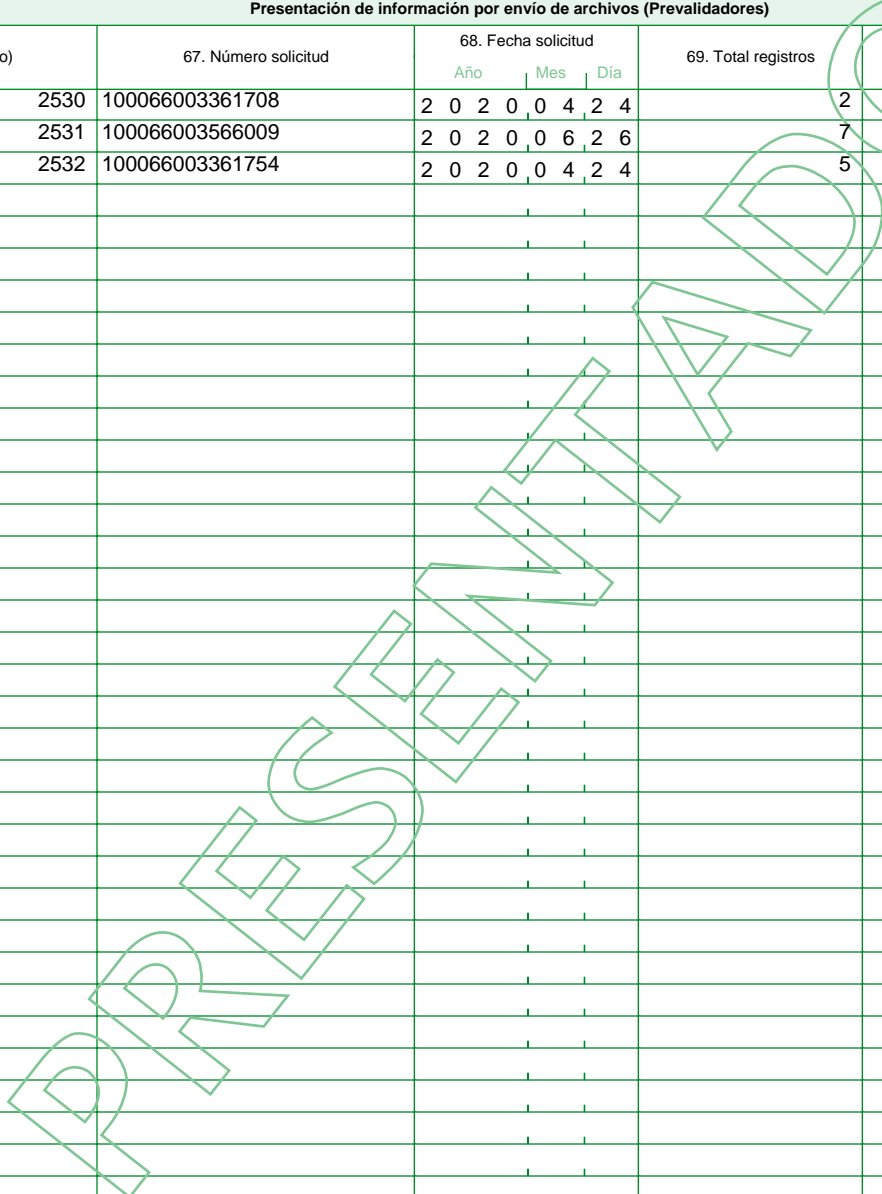 Presentación de información por envío de archivos (Prevalidadores)
o) 67. Número solicitud 68. Fecha solicitud 69. Total registros
Año Mes Día
2530 100066003361708 2 0 2 0 0 4 2 4 2
2531 100066003566009 2 0 2 0 0 6 2 6 7
2532 100066003361754 2 0 2 0 0 4 2 4 5
PRESENTADO